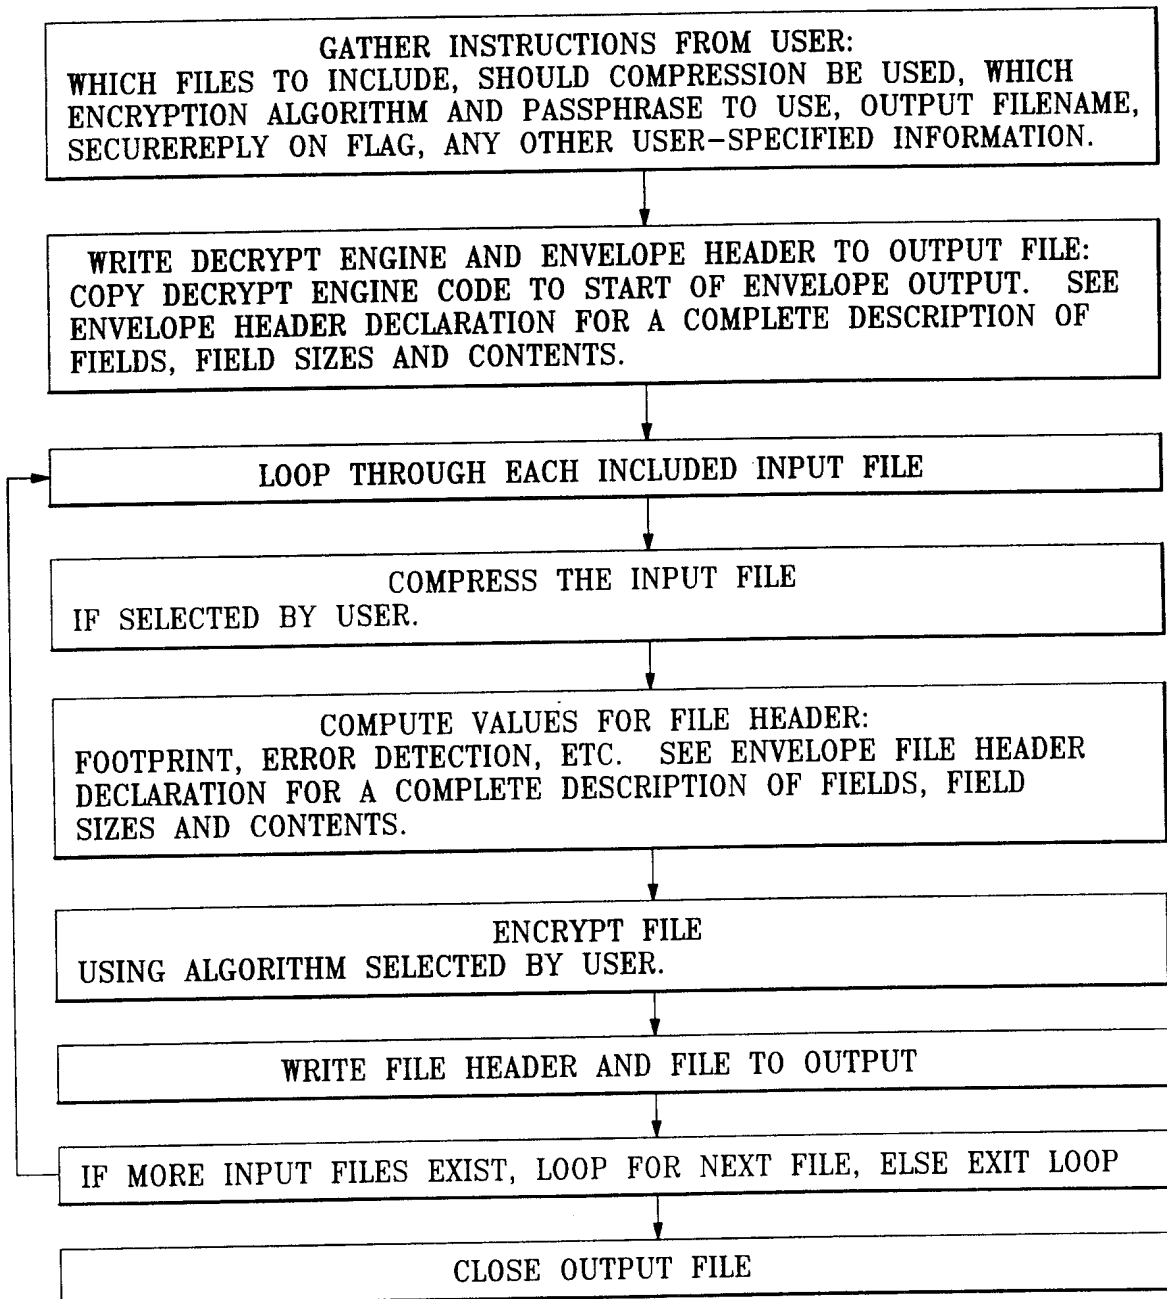 GATHER INSTRUCTIONS FROM USER:
WHICH FILES TO INCLUDE, SHOULD COMPRESSION BE USED, WHICH
ENCRYPTION ALGORITHM AND PASSPHRASE TO USE, OUTPUT FILENAME,
SECUREREPLY ON FLAG, ANY OTHER USER-SPECIFIED INFORMATION.
WRITE DECRYPT ENGINE AND ENVELOPE HEADER TO OUTPUT FILE:
COPY DECRYPT ENGINE CODE TO START OF ENVELOPE OUTPUT. SEE
ENVELOPE HEADER DECLARATION FOR A COMPLETE DESCRIPTION OF
FIELDS, FIELD SIZES AND CONTENTS.
LOOP THROUGH EACH INCLUDED INPUT FILE
COMPRESS THE INPUT FILE
IF SELECTED BY USER.
COMPUTE VALUES FOR FILE HEADER:
FOOTPRINT, ERROR DETECTION, ETC. SEE ENVELOPE FILE HEADER
DECLARATION FOR A COMPLETE DESCRIPTION OF FIELDS, FIELD
SIZES AND CONTENTS.
ENCRYPT FILE
USING ALGORITHM SELECTED BY USER.
WRITE FILE HEADER AND FILE TO OUTPUT
IF MORE INPUT FILES EXIST, LOOP FOR NEXT FILE, ELSE EXIT LOOP
CLOSE OUTPUT FILE